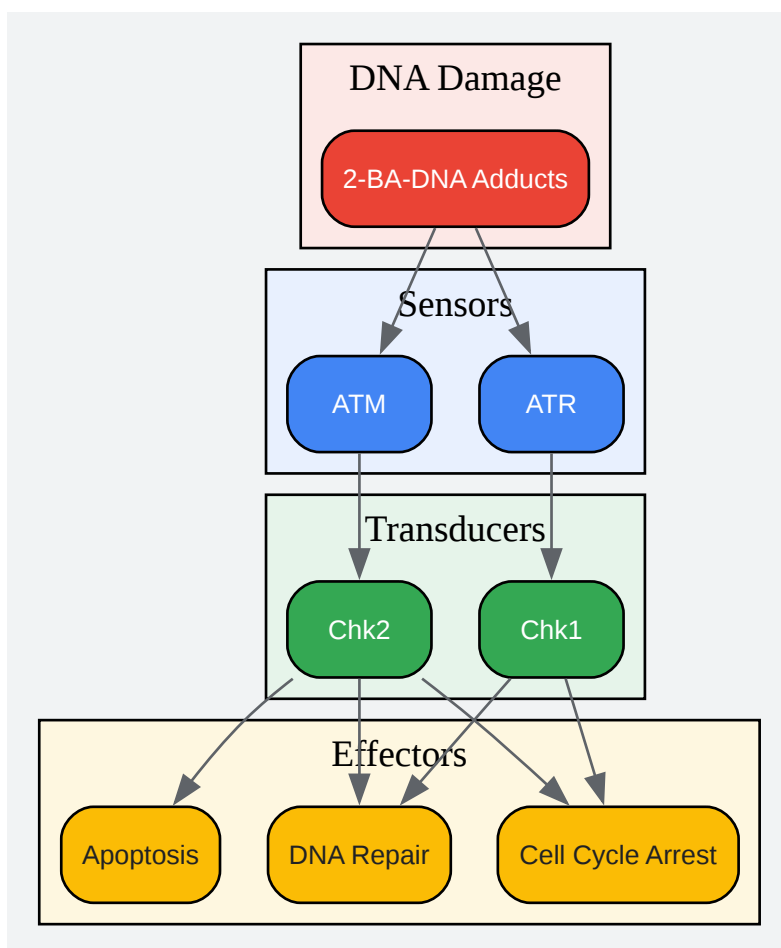 DNA Damage
2-BA-DNA Adducts
Sensors
ATM
ATR
Transducers
Chk2
Chk1
Effectors
Apoptosis
DNA Repair
Cell Cycle Arrest